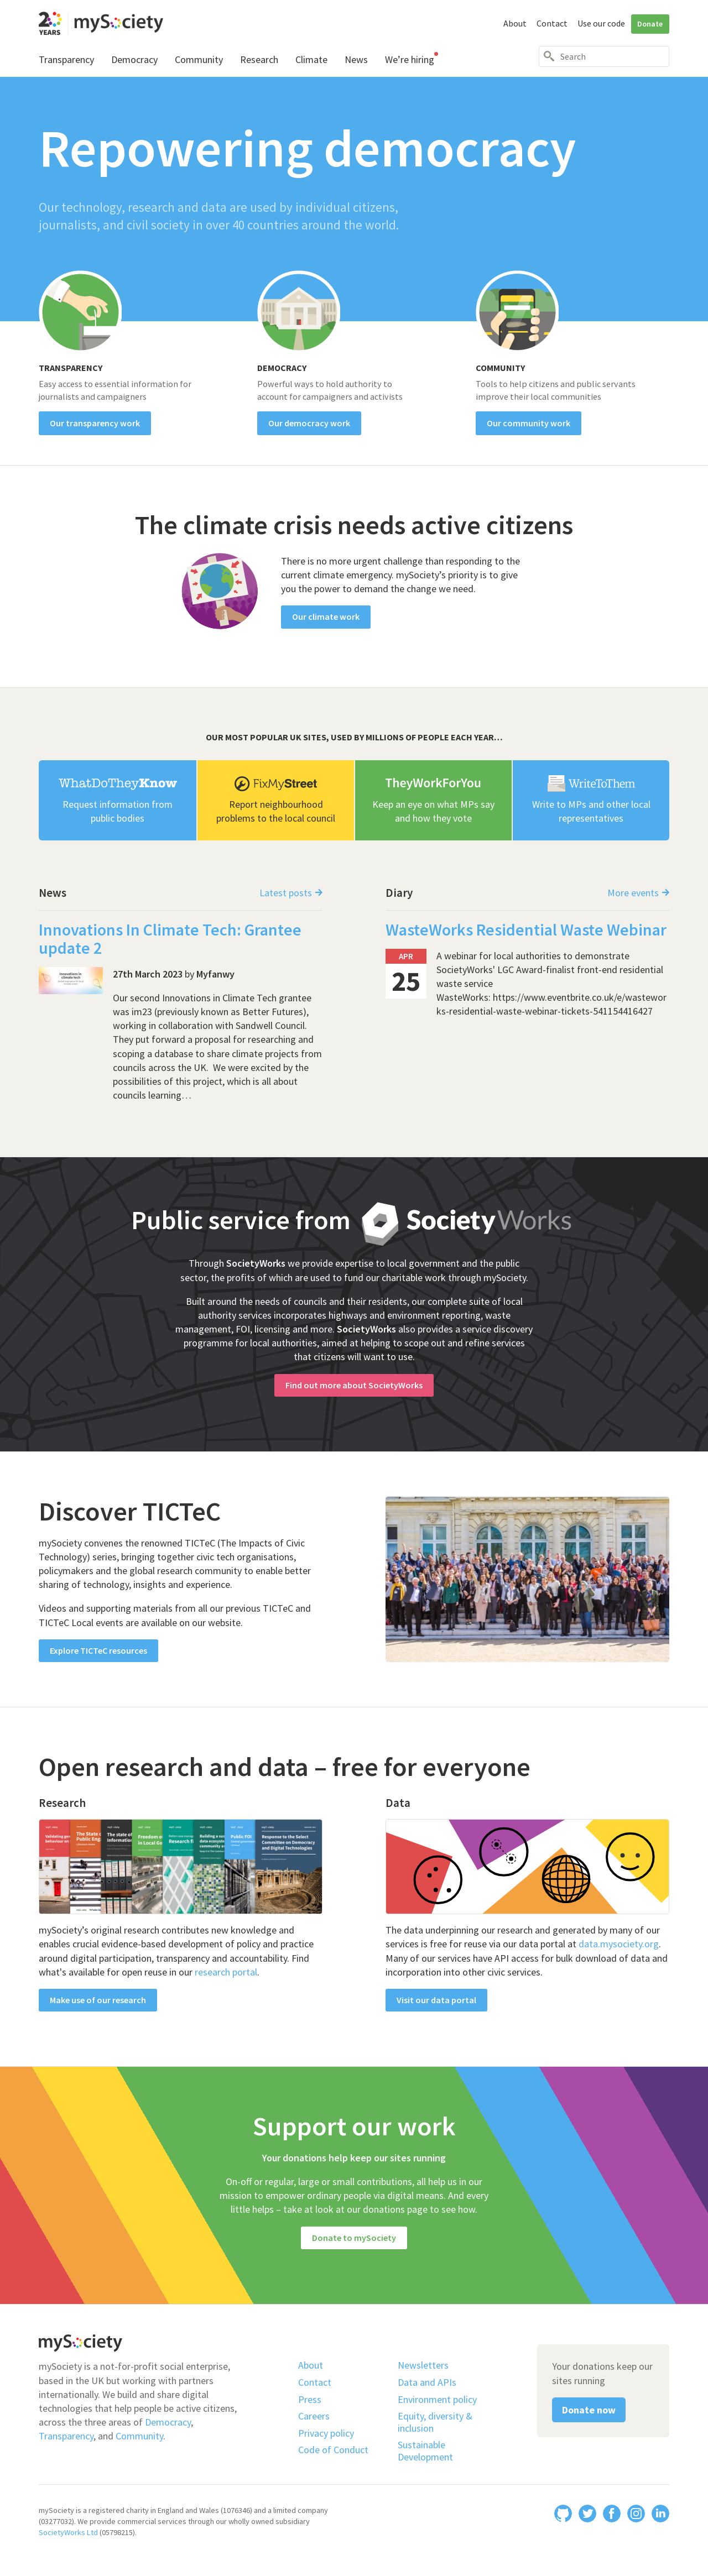 20 YEARS mySociety
About Contact Use our code Donate
Transparency Democracy Community Research Climate News We're hiring Search
Repowering democracy
Our technology, research and data are used by individual citizens,
journalists, and civil society in over 40 countries around the world.
TRANSPARENCY
Easy access to essential information for
journalists and campaigners
Our transparency work
DEMOCRACY
Powerful ways to hold authority to
account for campaigners and activists
Our democracy work
COMMUNITY
Tools to help citizens and public servants
improve their local communities
Our community work
The climate crisis needs active citizens
There is no more urgent challenge than responding to the
current climate emergency. mySociety's priority is to give
you the power to demand the change we need.
Our climate work
OUR MOST POPULAR UK SITES, USED BY MILLIONS OF PEOPLE EACH YEAR…
WhatDoTheyKnow
Request information from
public bodies
FixMyStreet
Report neighbourhood
problems to the local council
TheyWorkForYou
Keep an eye on what MPs say
and how they vote
WriteToThem
Write to MPs and other local
representatives
News Latest posts
Innovations In Climate Tech: Grantee
update 2
27th March 2023 by Myfanwy
Our second Innovations in Climate Tech grantee
was im23 (previously known as Better Futures),
working in collaboration with Sandwell Council.
They put forward a proposal for researching and
scoping a database to share climate projects from
councils across the UK. We were excited by the
possibilities of this project, which is all about
councils learning…
Diary More events
WasteWorks Residential Waste Webinar
APR
25
A webinar for local authorities to demonstrate
SocietyWorks' LGC Award-finalist front-end residential
waste service
WasteWorks: https://www.eventbrite.co.uk/e/wastewor
ks-residential-waste-webinar-tickets-541154416427
Public service from SocietyWorks
Through SocietyWorks we provide expertise to local government and the public
sector, the profits of which are used to fund our charitable work through mySociety.
Built around the needs of councils and their residents, our complete suite of local
authority services incorporates highways and environment reporting, waste
management, FOI, licensing and more. SocietyWorks also provides a service discovery
programme for local authorities, aimed at helping to scope out and refine services
that citizens will want to use.
Find out more about SocietyWorks
Discover TICTeC
mySociety convenes the renowned TICTeC (The Impacts of Civic
Technology) series, bringing together civic tech organisations,
policymakers and the global research community to enable better
sharing of technology, insights and experience.
Videos and supporting materials from all our previous TICTeC and
TICTeC Local events are available on our website.
Explore TICTeC resources
Open research and data – free for everyone
Research
mySociety's original research contributes new knowledge and
enables crucial evidence-based development of policy and practice
around digital participation, transparency and accountability. Find
what's available for open reuse in our research portal.
Make use of our research
Data
The data underpinning our research and generated by many of our
services is free for reuse via our data portal at data.mysociety.org.
Many of our services have API access for bulk download of data and
incorporation into other civic services.
Visit our data portal
Support our work
Your donations help keep our sites running
On-off or regular, large or small contributions, all help us in our
mission to empower ordinary people via digital means. And every
little helps – take at look at our donations page to see how.
Donate to mySociety
mySociety
mySociety is a not-for-profit social enterprise,
based in the UK but working with partners
internationally. We build and share digital
technologies that help people be active citizens,
across the three areas of Democracy,
Transparency, and Community.
About
Contact
Press
Careers
Privacy policy
Code of Conduct
Newsletters
Data and APIs
Environment policy
Equity, diversity &
inclusion
Sustainable
Development
Your donations keep our
sites running
Donate now
mySociety is a registered charity in England and Wales (1076346) and a limited company
(03277032). We provide commercial services through our wholly owned subsidiary
SocietyWorks Ltd (05798215).